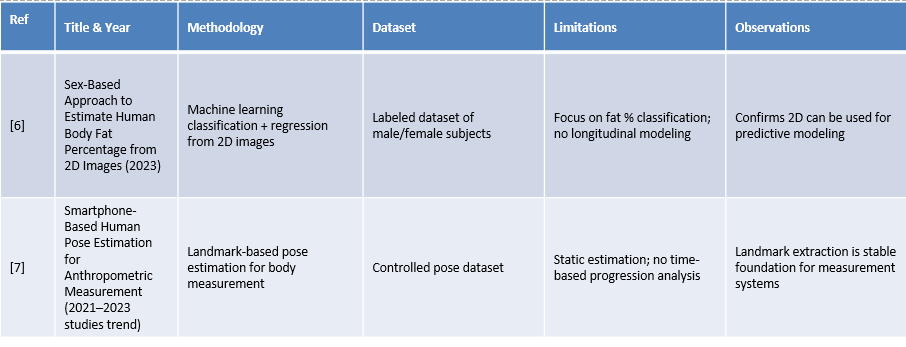 Ref
Title & Year
Methodology
Dataset
Limitations
Observations
[6]
Sex-Based
Approach to
Estimate Human
Body Fat
Percentage from
2D Images (2023)
Machine learning
classification + regression
from 2D images
Labeled dataset of
male/female subjects
Focus on fat % classification;
no longitudinal modeling
Confirms 2D can be used for
predictive modeling
[7]
Smartphone-
Based Human
Pose Estimation
for
Anthropometric
Measurement
(2021–2023
studies trend)
Landmark-based pose
estimation for body
measurement
Controlled pose dataset
Static estimation; no time-
based progression analysis
Landmark extraction is stable
foundation for measurement
systems